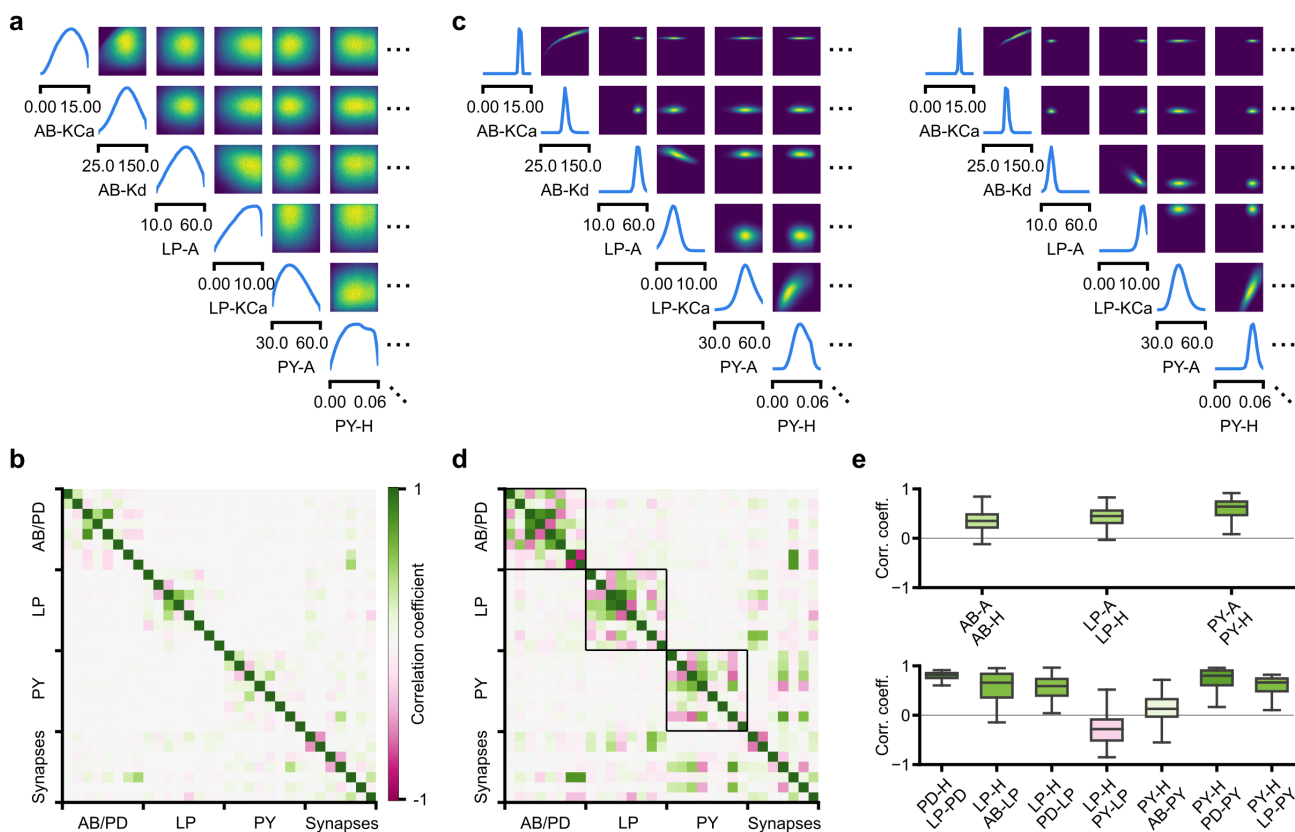 a
...
0.00 15.00
AB-KCa
...
25.0 150.0
AB-Kd
...
10.0 60.0
LP-A
...
0.00 10.00
LP-KCa
...
30.0 60.0
PY-A
...
0.00 0.06
PY-H
...
c
...
0.00 15.00
AB-KCa
...
25.0 150.0
AB-Kd
10.0 60.0
LP-A
0.00 10.00
LP-KCa
30.0 60.0
PY-A
0.00 0.06
PY-H
...
...
0.00 15.00
AB-KCa
...
25.0 150.0
AB-Kd
...
10.0 60.0
LP-A
...
0.00 10.00
LP-KCa
...
30.0 60.0
PY-A
...
0.00 0.06
PY-H
...
b
AB/PD
LP
PY
Synapses
AB/PD LP PY Synapses
1
Correlation coefficient
-1
d
AB/PD
LP
PY
Synapses
AB/PD LP PY Synapses
e
Corr. coeff.
1
0
−1
AB-A
AB-H
LP-A
LP-H
PY-A
PY-H
Corr. coeff.
1
0
−1
PD-H
LP-PD
LP-H
AB-LP
LP-H
PD-LP
LP-H
PY-LP
PY-H
AB-PY
PY-H
PD-PY
PY-H
LP-PY